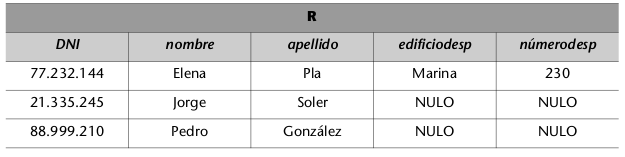 R
DNI nombre apellido edificiodesp númerodesp
77.232.144 Elena Pla Marina 230
21.335.245 Jorge Soler NULO NULO
88.999.210 Pedro González NULO NULO